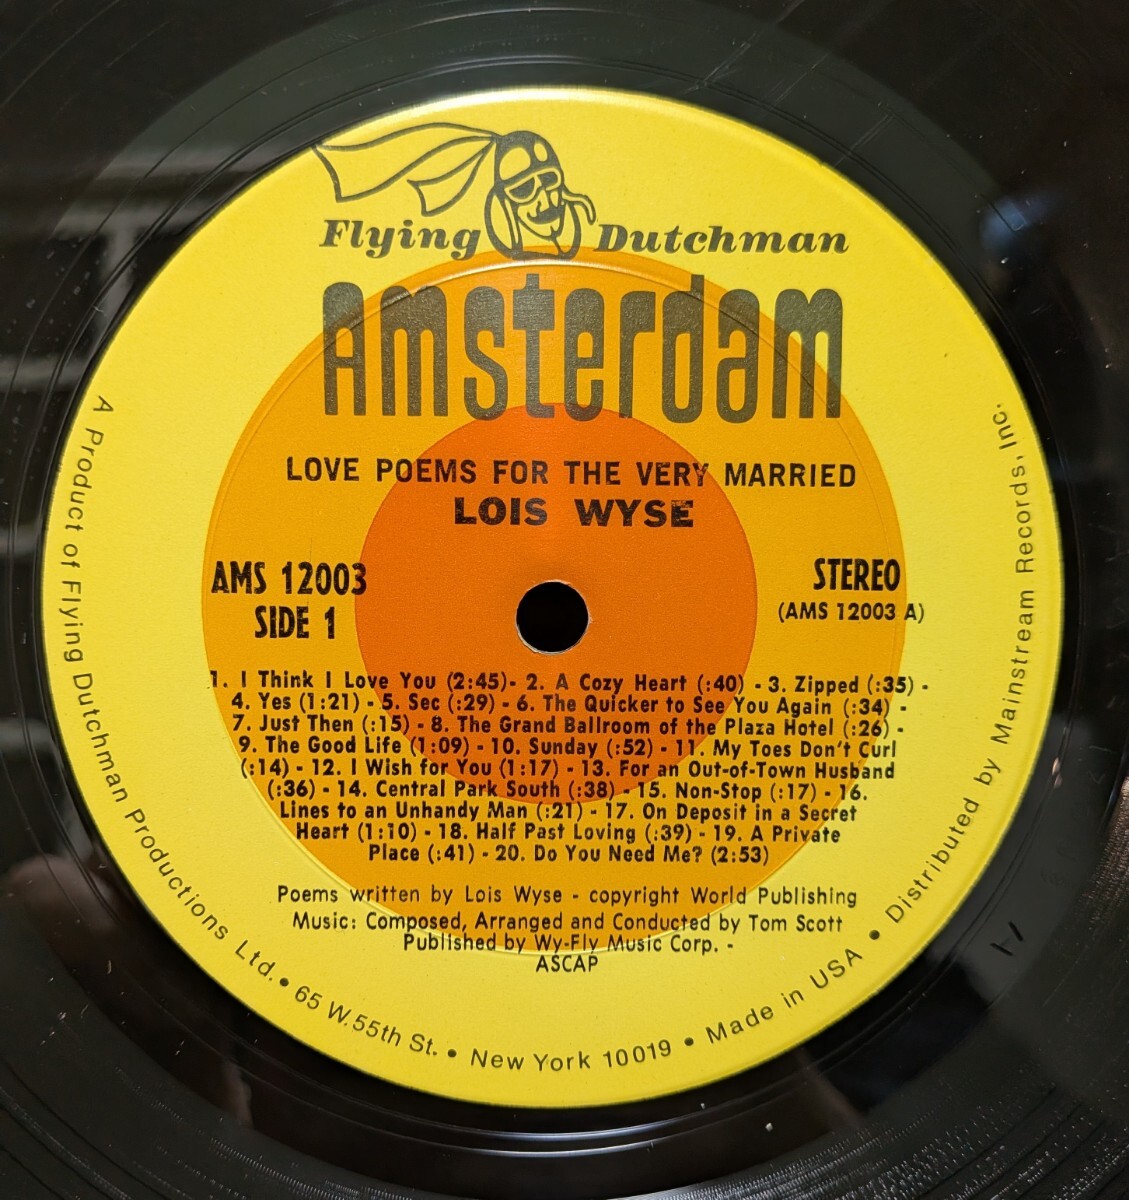 Flying Dutchman
Amsterdam
LOVE POEMS FOR THE VERY MARRIED
LOIS WYSE
AMS 12003
SIDE 1
STEREO
(AMS 12003 A)
1. I Think I Love You (2:45)- 2. A Cozy Heart (:40) - 3. Zipped (:35) -
4. Yes (1:21) - 5. Sec (:29) - 6. The Quicker to See You Again (:34) -
7. Just Then (:15) - 8. The Grand Ballroom of the Plaza Hotel (:26) -
9. The Good Life (1:09) - 10. Sunday (:52) - 11. My Toes Don't Curl
(:14) - 12. I Wish for You (1:17) - 13. For an Out-of-Town Husband
(:36) - 14. Central Park South (:38) - 15. Non-Stop (:17) - 16.
Lines to an Unhandy Man (:21) - 17. On Deposit in a Secret
Heart (1:10) - 18. Half Past Loving (:39) - 19. A Private
Place (:41) - 20. Do You Need Me? (2:53)
Poems written by Lois Wyse - copyright World Publishing
Music: Composed, Arranged and Conducted by Tom Scott
Published by Wy-Fly Music Corp. -
ASCAP
A Product of Flying Dutchman Productions Ltd. • 65 W. 55th St. • New York 10019 • Made in USA • Distributed by Mainstream Records, Inc.